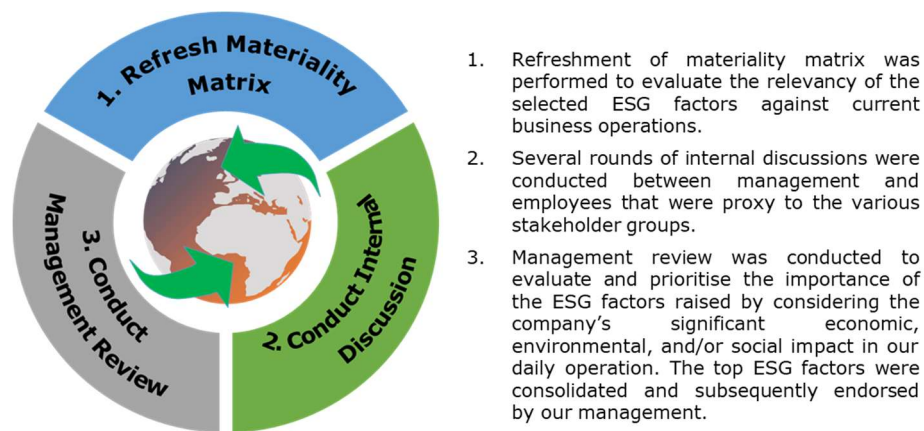 1. Refresh Materiality
Matrix
2. Conduct Internal
Discussion
3. Conduct
Management Review
1. Refreshment of materiality matrix was
performed to evaluate the relevancy of the
selected ESG factors against current
business operations.
2. Several rounds of internal discussions were
conducted between management and
employees that were proxy to the various
stakeholder groups.
3. Management review was conducted to
evaluate and prioritise the importance of
the ESG factors raised by considering the
company's significant economic,
environmental, and/or social impact in our
daily operation. The top ESG factors were
consolidated and subsequently endorsed
by our management.